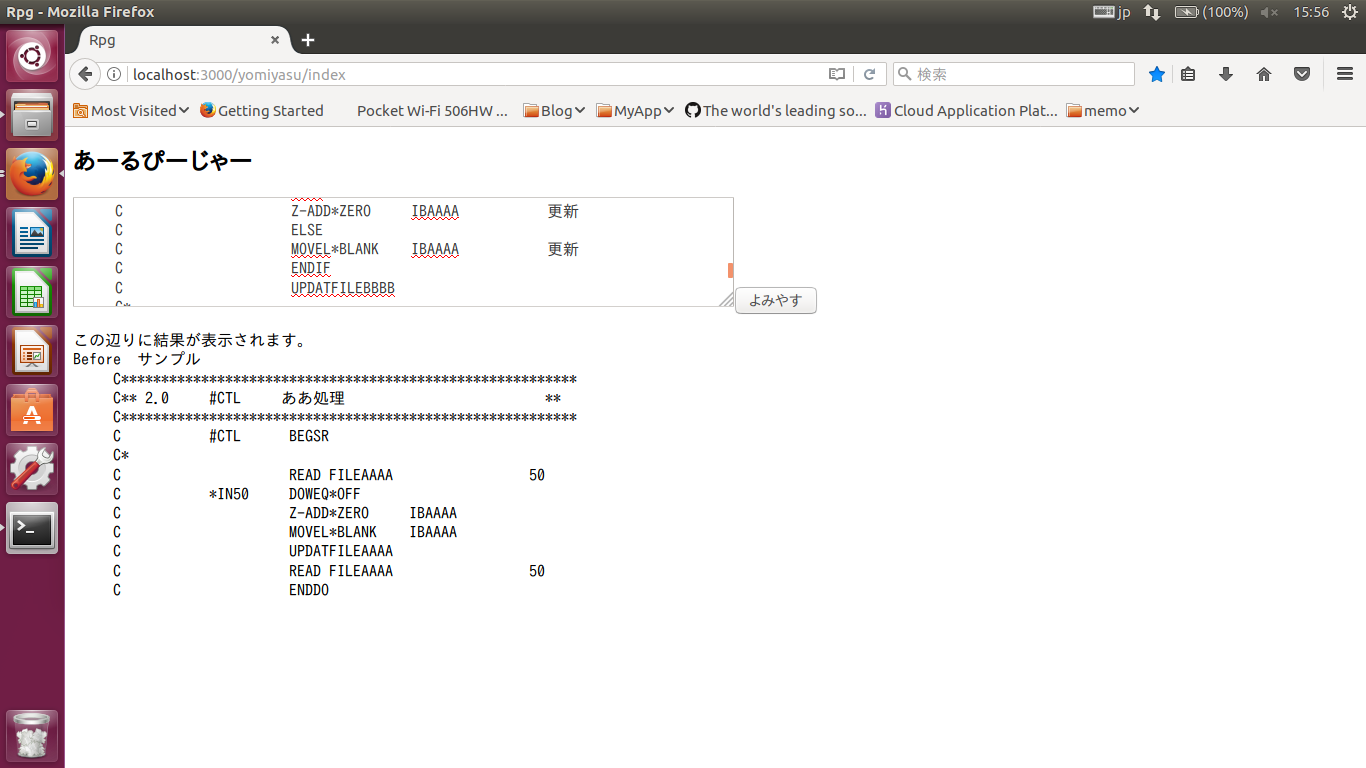 Rpg - Mozilla Firefox
jp (100%) 15:56
Rpg
localhost:3000/yomiyasu/index
検索
Most Visited Getting Started Pocket Wi-Fi 506HW ... Blog MyApp The world's leading so... Cloud Application Plat... memo
あーるぴーじゃー
C                     Z-ADD*ZERO     IBAAAA           更新
C                     ELSE
C                     MOVEL*BLANK    IBAAAA           更新
C                     ENDIF
C                     UPDATFILEBBBB
C*
よみやす
この辺りに結果が表示されます。
Before  サンプル
     C*********************************************************
     C** 2.0     #CTL     ああ処理                         **
     C*********************************************************
     C           #CTL      BEGSR
     C*
     C                     READ FILEAAAA                 50
     C           *IN50     DOWEQ*OFF
     C                     Z-ADD*ZERO     IBAAAA
     C                     MOVEL*BLANK    IBAAAA
     C                     UPDATFILEAAAA
     C                     READ FILEAAAA                 50
     C                     ENDDO